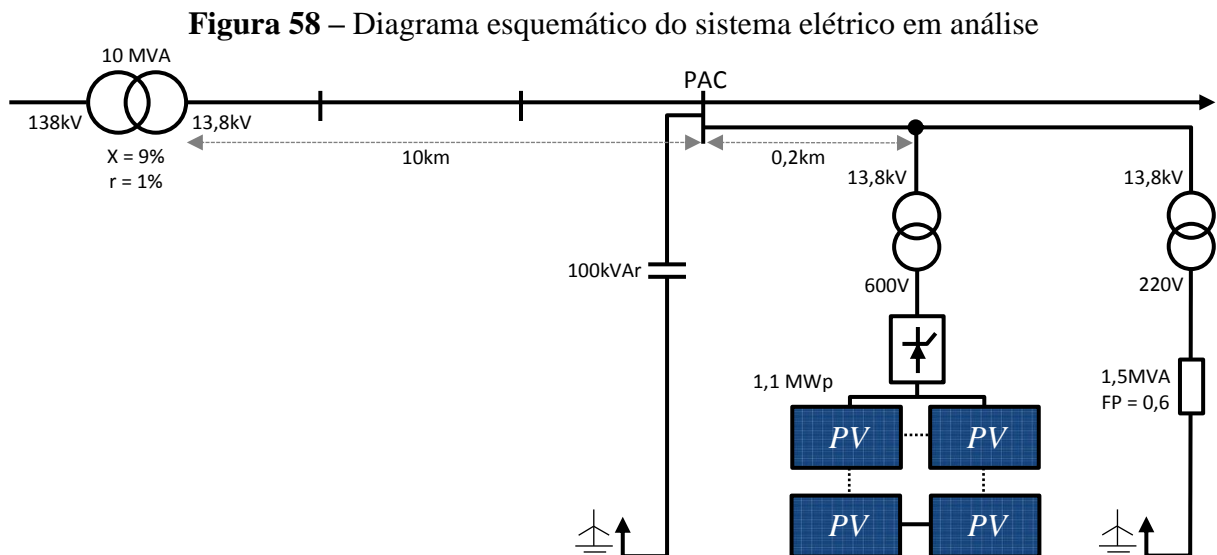 Figura 58 – Diagrama esquemático do sistema elétrico em análise
10 MVA
138kV
13,8kV
X = 9%
r = 1%
10km
PAC
0,2km
100kVAr
13,8kV
600V
13,8kV
220V
1,1 MWp
PV
PV
PV
PV
1,5MVA
FP = 0,6